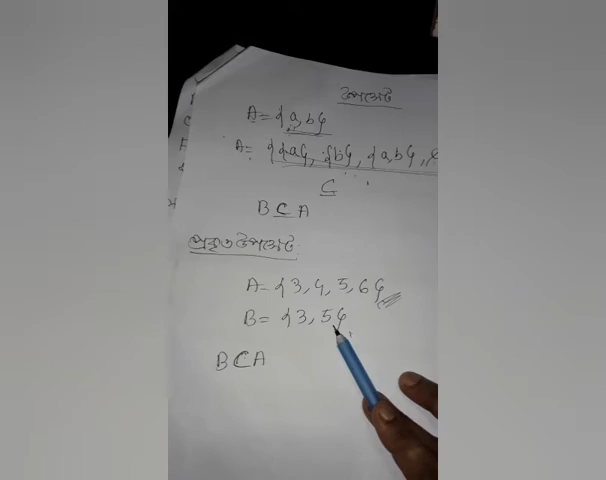 উপসেট
A = {a, b}
A = {{a}, {b}, {a, b},
⊂
B ⊂ A
প্রকৃত উপসেট
A = {3, 4, 5, 6}
B = {3, 5}
B ⊂ A